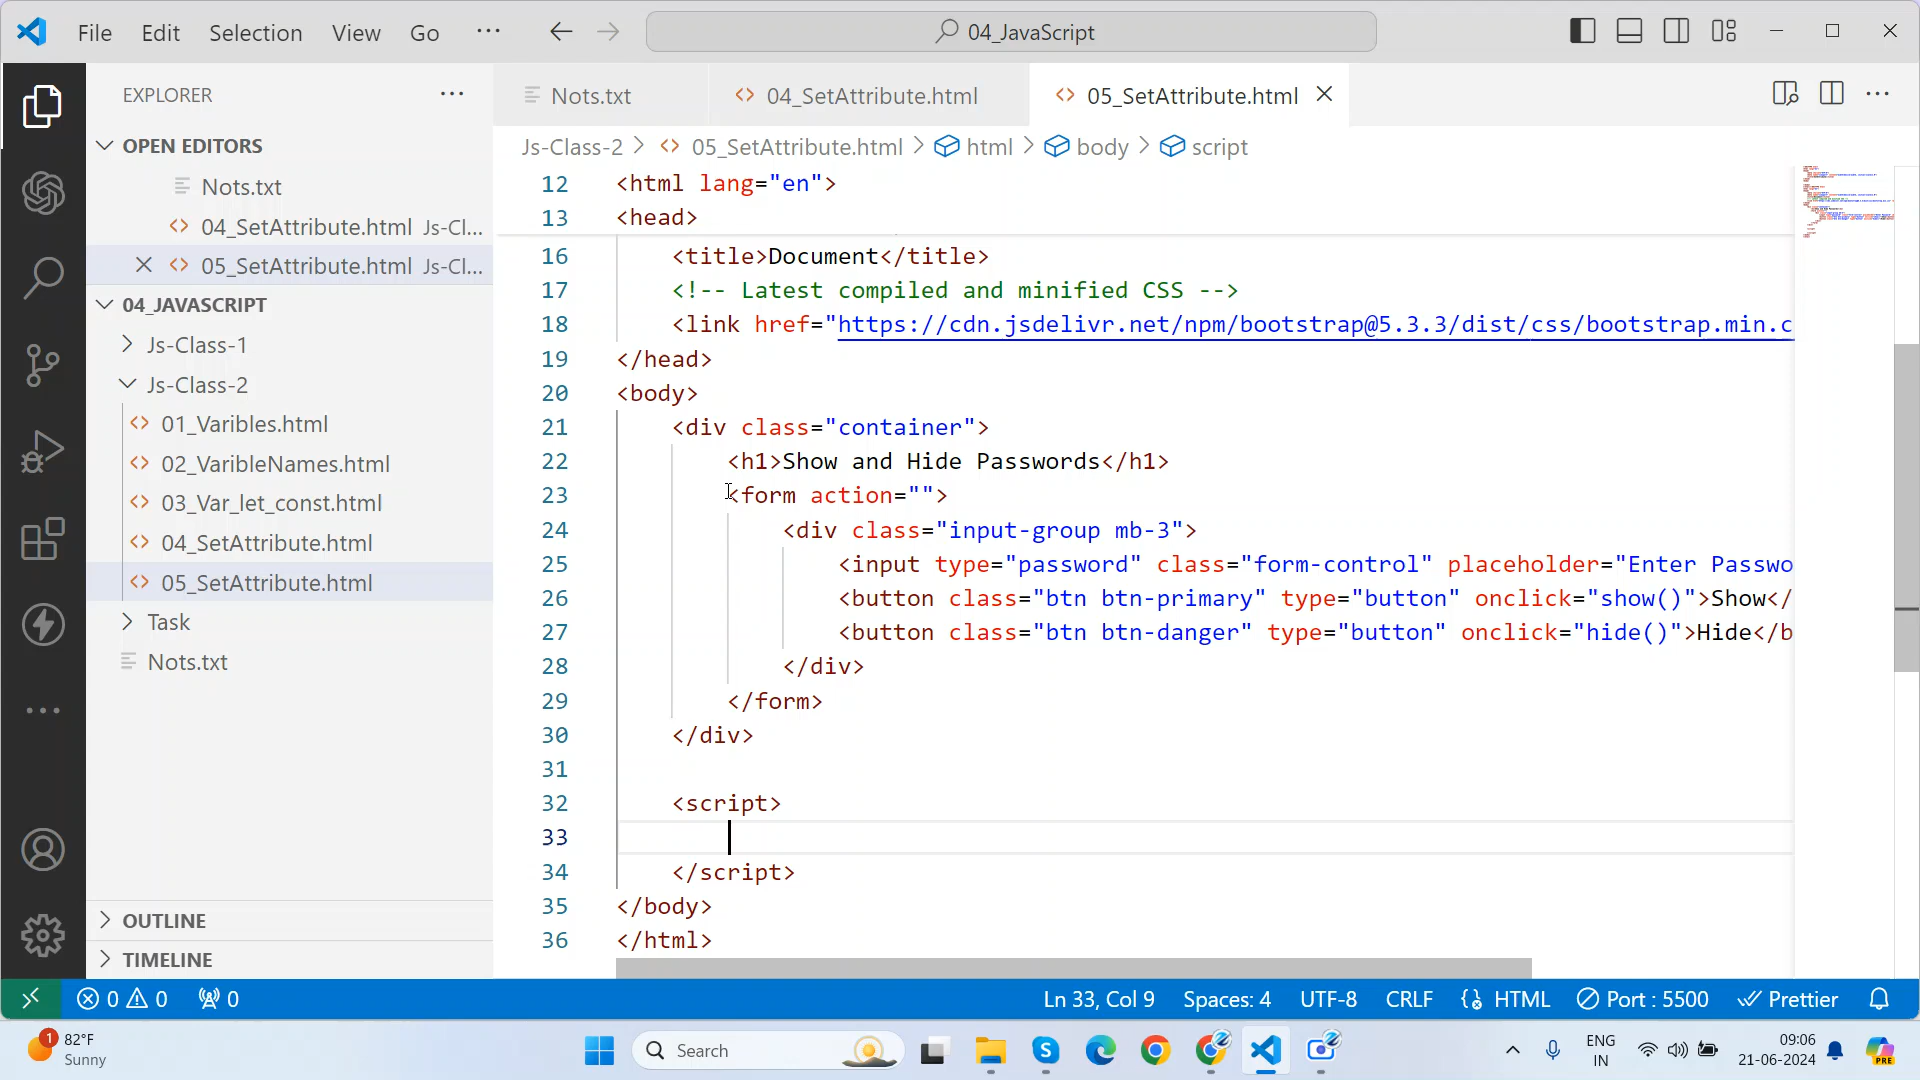 File Edit Selection View Go ··· 04_JavaScript
EXPLORER ···
OPEN EDITORS
Nots.txt
04_SetAttribute.html Js-Cl...
05_SetAttribute.html Js-Cl...
04_JAVASCRIPT
Js-Class-1
Js-Class-2
01_Varibles.html
02_VaribleNames.html
03_Var_let_const.html
04_SetAttribute.html
05_SetAttribute.html
Task
Nots.txt
OUTLINE
TIMELINE
Nots.txt 04_SetAttribute.html 05_SetAttribute.html
Js-Class-2 > 05_SetAttribute.html > html > body > script
12 <html lang="en">
13 <head>
16 <title>Document</title>
17 <!-- Latest compiled and minified CSS -->
18 <link href="https://cdn.jsdelivr.net/npm/bootstrap@5.3.3/dist/css/bootstrap.min.c
19 </head>
20 <body>
21 <div class="container">
22 <h1>Show and Hide Passwords</h1>
23 <form action="">
24 <div class="input-group mb-3">
25 <input type="password" class="form-control" placeholder="Enter Passwo
26 <button class="btn btn-primary" type="button" onclick="show()">Show</
27 <button class="btn btn-danger" type="button" onclick="hide()">Hide</b
28 </div>
29 </form>
30 </div>
31
32 <script>
33
34 </script>
35 </body>
36 </html>
0 0 0 Ln 33, Col 9 Spaces: 4 UTF-8 CRLF HTML Port : 5500 Prettier
1 82°F
Sunny
Search
ENG
IN
09:06
21-06-2024
PRE